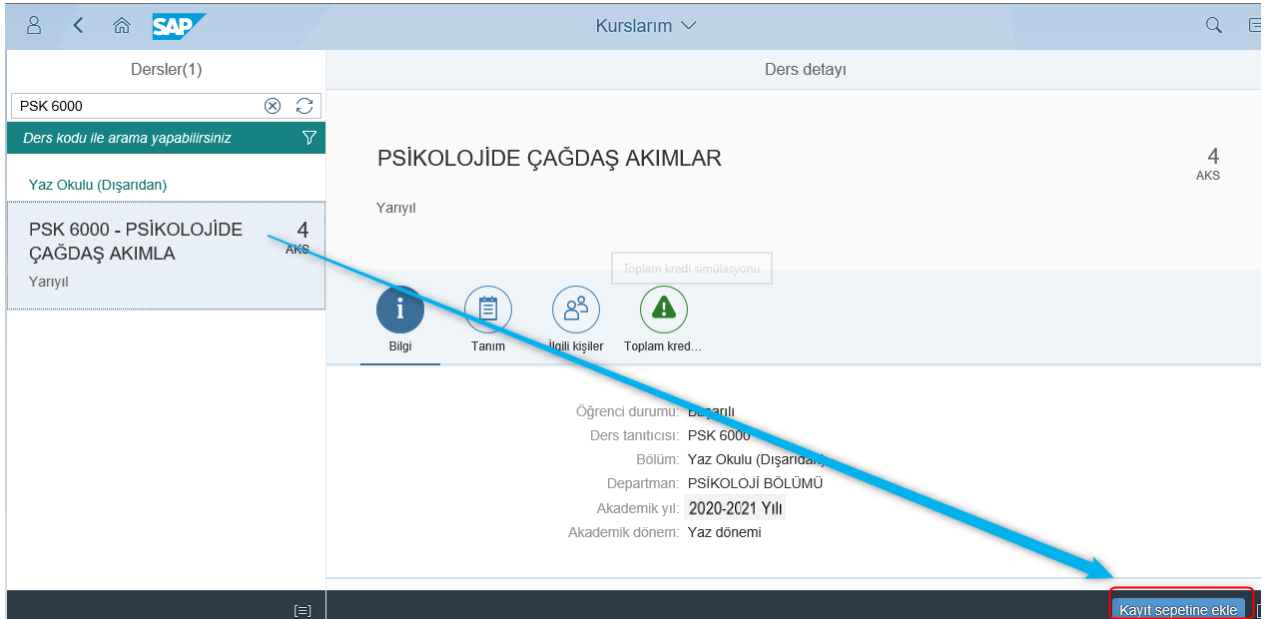 SAP
Kurslarım
Dersler(1)
Ders detayı
PSK 6000
Ders kodu ile arama yapabilirsiniz
Yaz Okulu (Dışarıdan)
PSK 6000 - PSİKOLOJİDE
ÇAĞDAŞ AKIMLA
4
AKS
Yarıyıl
PSİKOLOJİDE ÇAĞDAŞ AKIMLAR
4
AKS
Yarıyıl
Toplam kredi simülasyonu
Bilgi
Tanım
İlgili kişiler
Toplam kred...
Öğrenci durumu: Başarılı
Ders tanıtıcısı: PSK 6000
Bölüm: Yaz Okulu (Dışarıdan)
Departman: PSİKOLOJİ BÖLÜMÜ
Akademik yıl: 2020-2021 Yılı
Akademik dönem: Yaz dönemi
Kayıt sepetine ekle